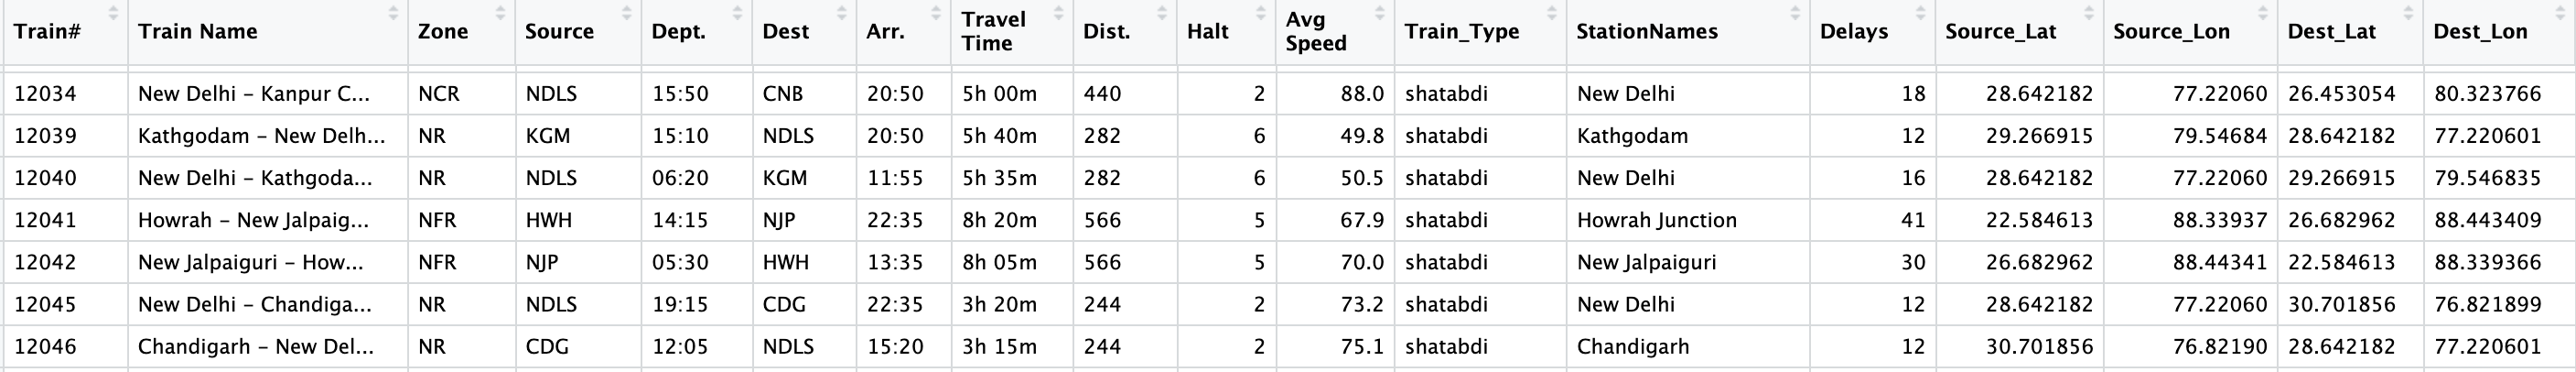 Train# Train Name Zone Source Dept. Dest Arr. Travel Time Dist. Halt Avg Speed Train_Type StationNames Delays Source_Lat Source_Lon Dest_Lat Dest_Lon
12034 New Delhi – Kanpur C... NCR NDLS 15:50 CNB 20:50 5h 00m 440 2 88.0 shatabdi New Delhi 18 28.642182 77.22060 26.453054 80.323766
12039 Kathgodam – New Delh... NR KGM 15:10 NDLS 20:50 5h 40m 282 6 49.8 shatabdi Kathgodam 12 29.266915 79.54684 28.642182 77.220601
12040 New Delhi – Kathgoda... NR NDLS 06:20 KGM 11:55 5h 35m 282 6 50.5 shatabdi New Delhi 16 28.642182 77.22060 29.266915 79.546835
12041 Howrah – New Jalpaig... NFR HWH 14:15 NJP 22:35 8h 20m 566 5 67.9 shatabdi Howrah Junction 41 22.584613 88.33937 26.682962 88.443409
12042 New Jalpaiguri – How... NFR NJP 05:30 HWH 13:35 8h 05m 566 5 70.0 shatabdi New Jalpaiguri 30 26.682962 88.44341 22.584613 88.339366
12045 New Delhi – Chandiga... NR NDLS 19:15 CDG 22:35 3h 20m 244 2 73.2 shatabdi New Delhi 12 28.642182 77.22060 30.701856 76.821899
12046 Chandigarh – New Del... NR CDG 12:05 NDLS 15:20 3h 15m 244 2 75.1 shatabdi Chandigarh 12 30.701856 76.82190 28.642182 77.220601